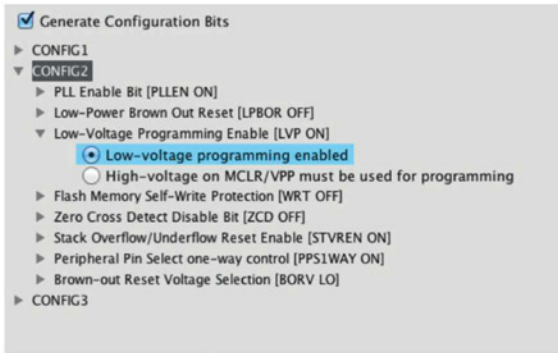 Generate Configuration Bits
CONFIG1
CONFIG2
PLL Enable Bit [PLLEN ON]
Low-Power Brown Out Reset [LPBOR OFF]
Low-Voltage Programming Enable [LVP ON]
Low-voltage programming enabled
High-voltage on MCLR/VPP must be used for programming
Flash Memory Self-Write Protection [WRT OFF]
Zero Cross Detect Disable Bit [ZCD OFF]
Stack Overflow/Underflow Reset Enable [STVREN ON]
Peripheral Pin Select one-way control [PPS1WAY ON]
Brown-out Reset Voltage Selection [BORV LO]
CONFIG3